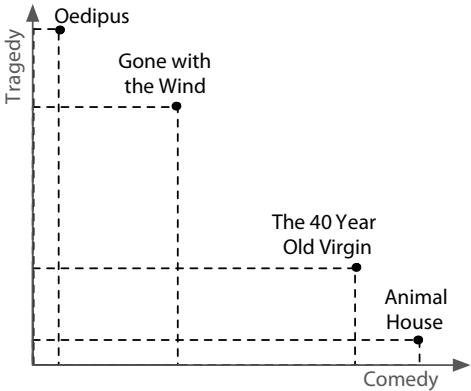 Oedipus
Tragedy
Gone with
the Wind
The 40 Year
Old Virgin
Animal
House
Comedy